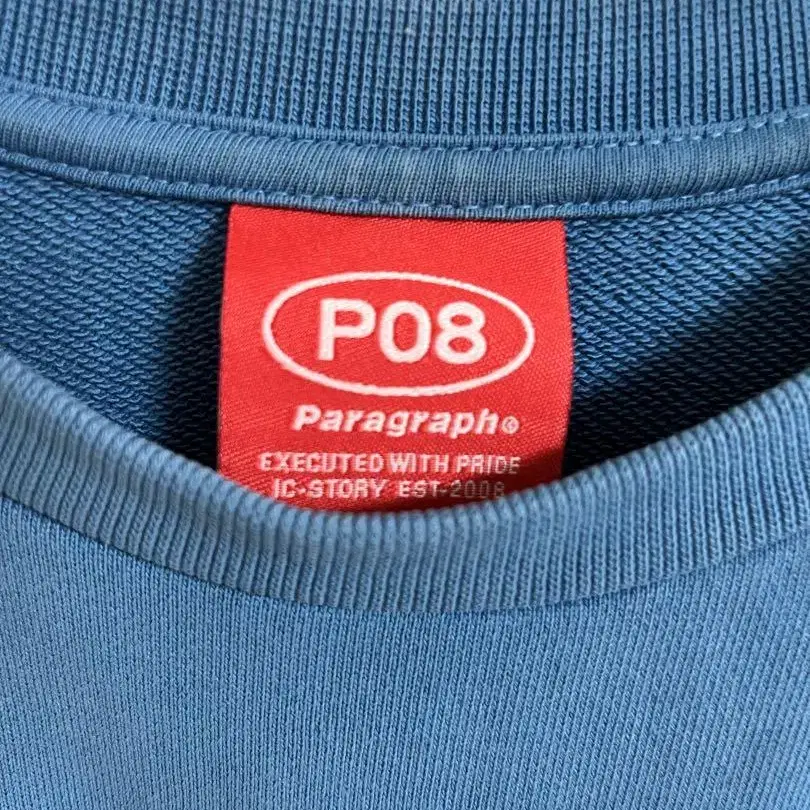 P08
Paragraph©
EXECUTED WITH PRIDE
IC-STORY EST-2008